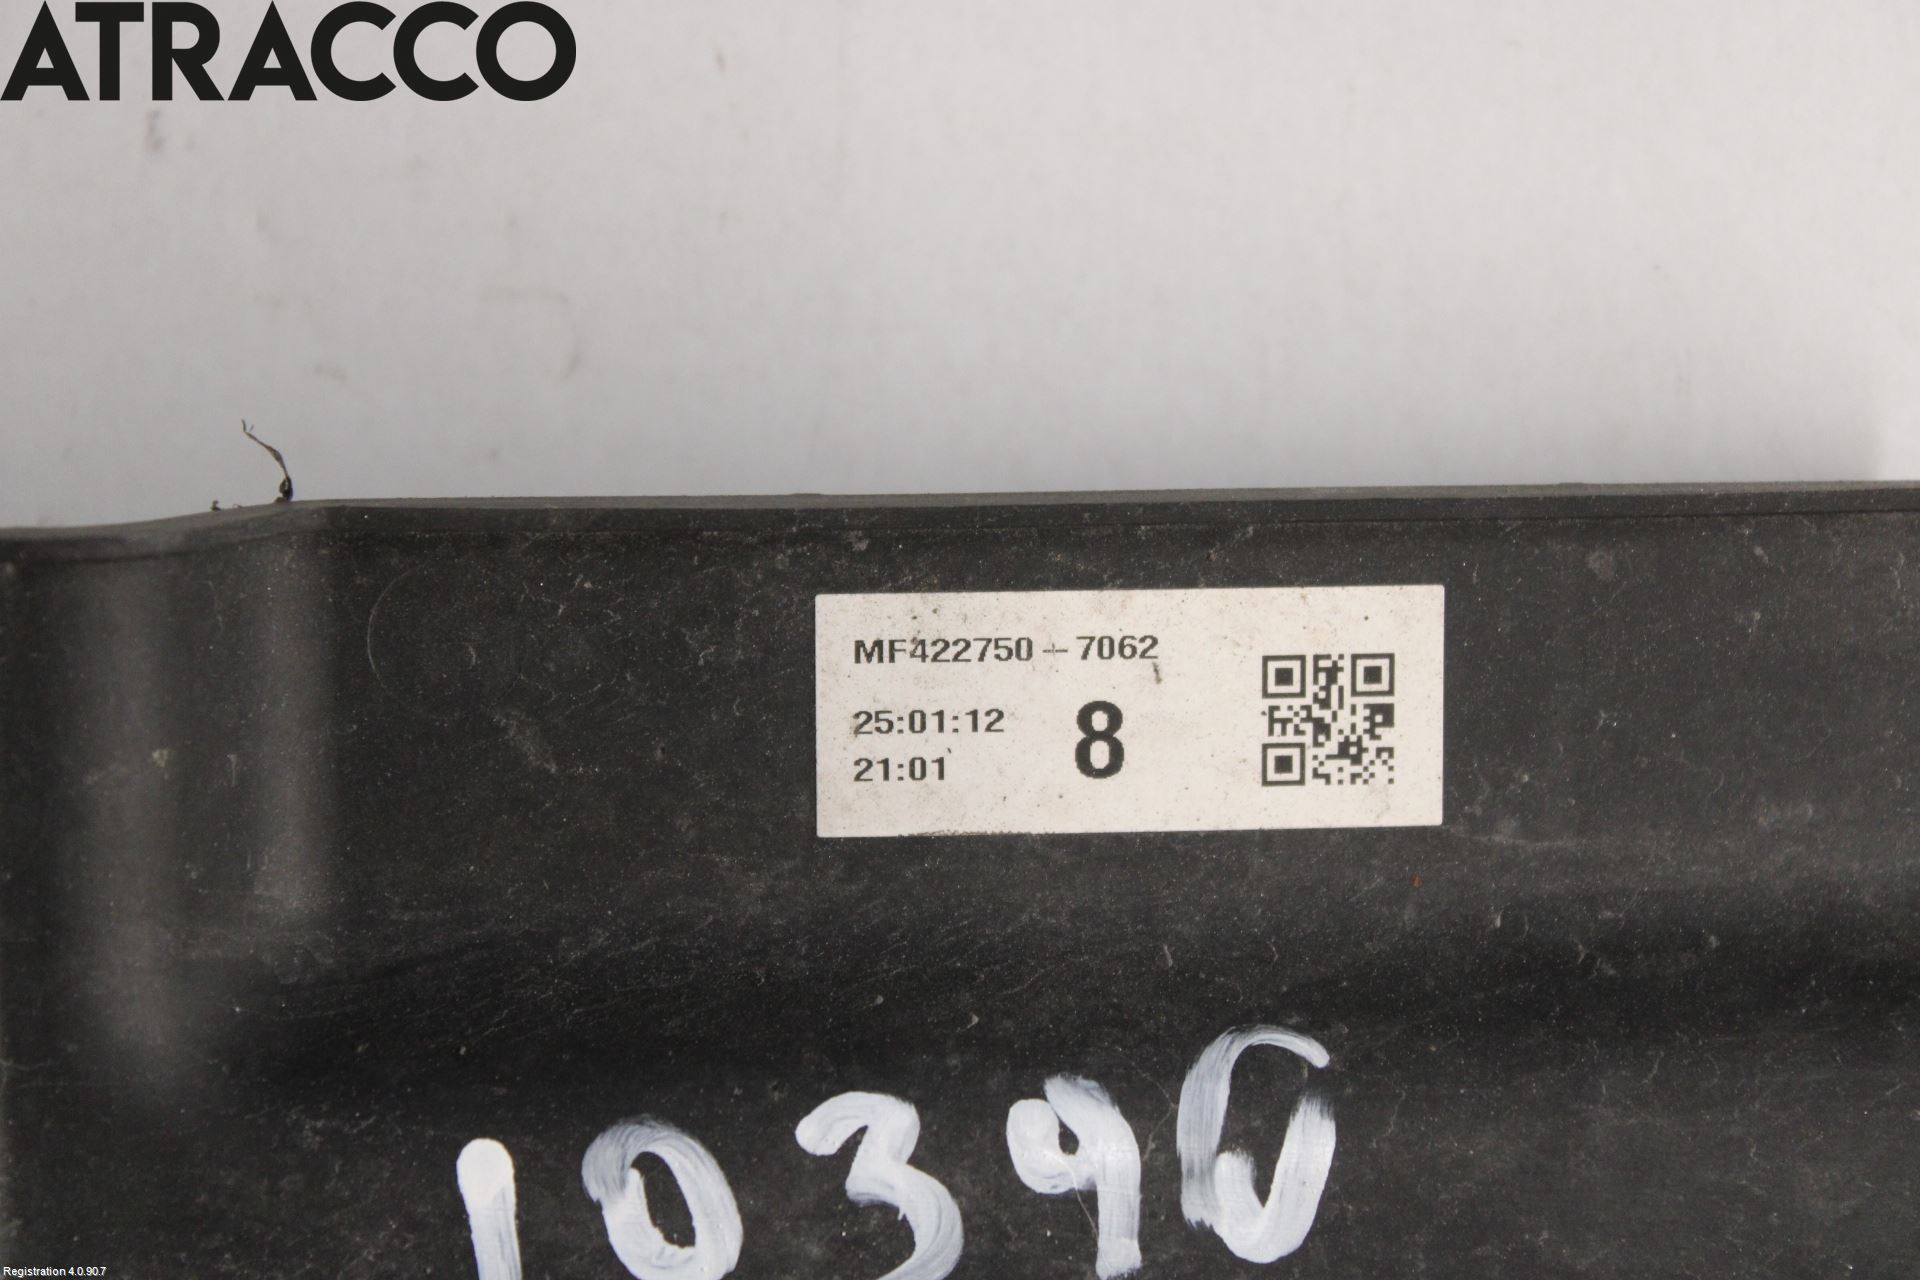 ATRACCO
MF422750-7062
25:01:12
8
21:01
10390
Registration 4.0.90.7